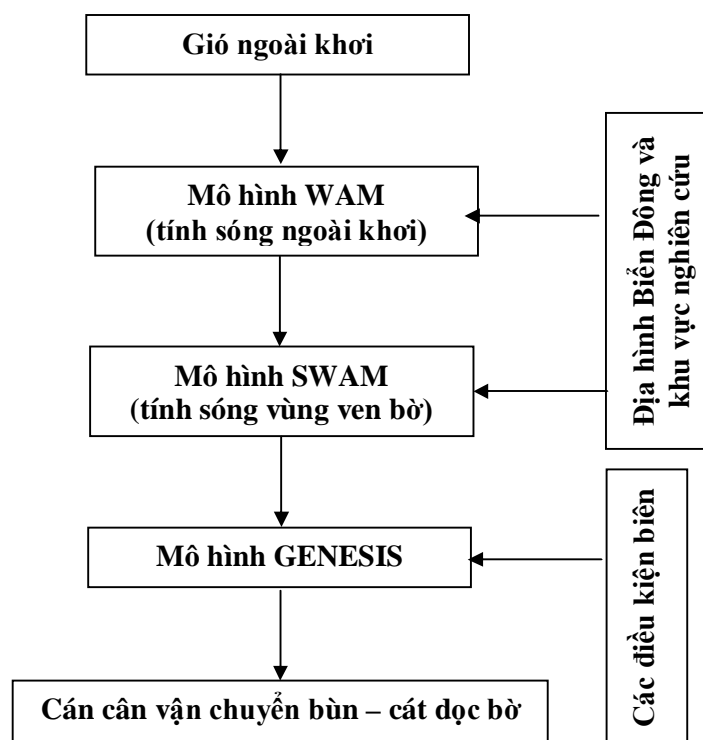 Gió ngoài khơi
Mô hình WAM
(tính sóng ngoài khơi)
Địa hình Biển Đông và
khu vực nghiên cứu
Mô hình SWAM
(tính sóng vùng ven bờ)
Mô hình GENESIS
Các điều kiện biên
Cán cân vận chuyển bùn – cát dọc bờ